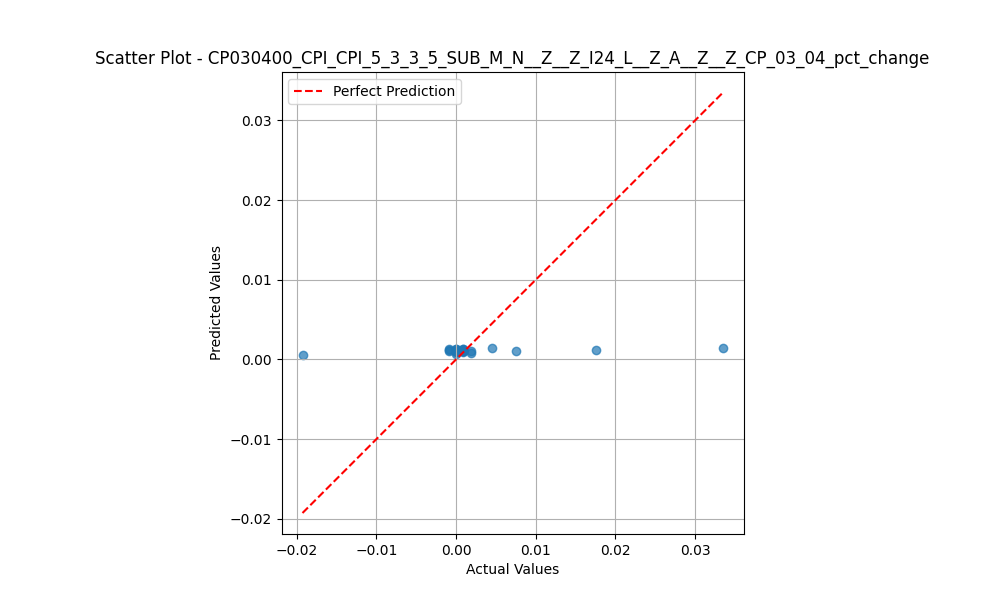 Scatter Plot - CP030400_CPI_CPI_5_3_3_5_SUB_M_N__Z__Z_I24_L__Z_A__Z__Z_CP_03_04_pct_change
Perfect Prediction
0.03
0.02
0.01
0.00
−0.01
−0.02
Predicted Values
−0.02 −0.01 0.00 0.01 0.02 0.03
Actual Values